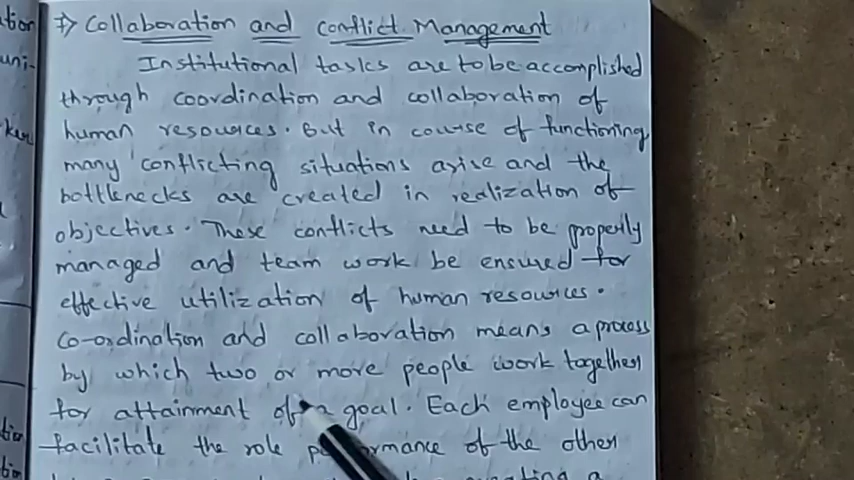 7) Collaboration and Conflict Management
Institutional tasks are to be accomplished
through coordination and collaboration of
human resources. But in course of functioning
many conflicting situations arise and the
bottlenecks are created in realization of
objectives. These conflicts need to be properly
managed and team work be ensured for
effective utilization of human resources.
Co-ordination and collaboration means a process
by which two or more people work together
for attainment of a goal. Each employee can
facilitate the role performance of the other